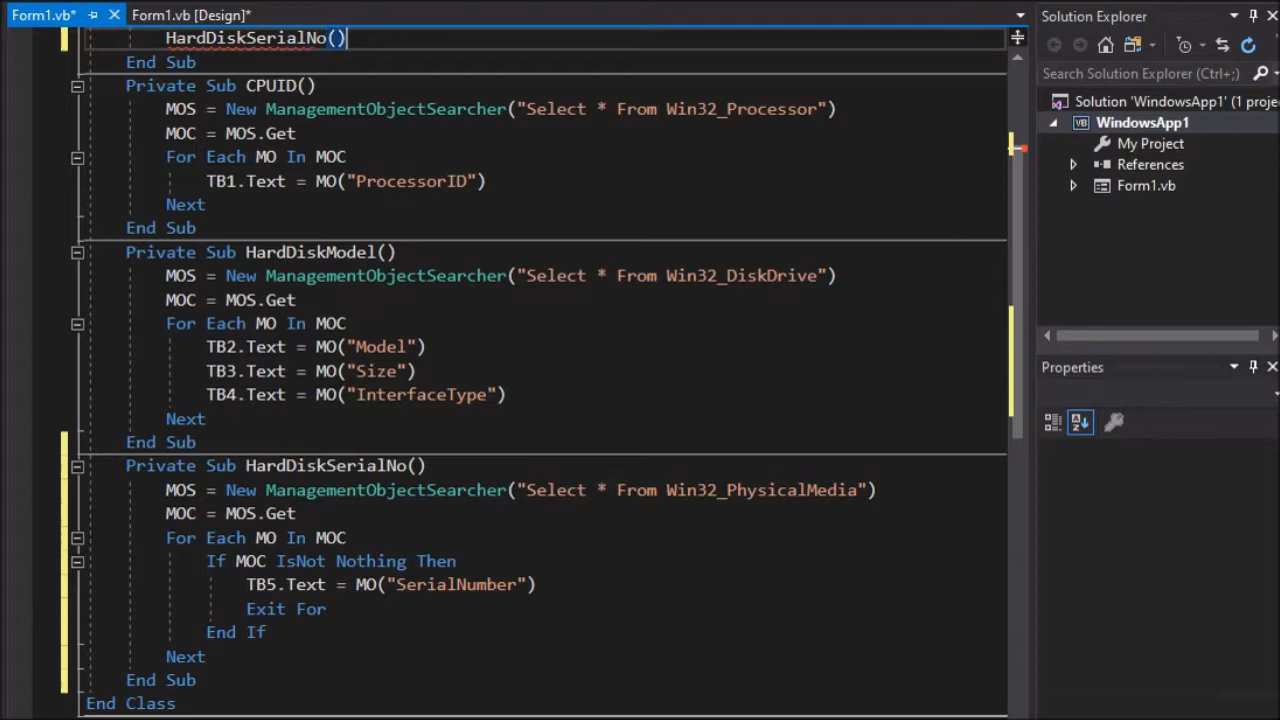 Form1.vb*
Form1.vb [Design]*
HardDiskSerialNo()
End Sub
Private Sub CPUID()
MOS = New ManagementObjectSearcher("Select * From Win32_Processor")
MOC = MOS.Get
For Each MO In MOC
TB1.Text = MO("ProcessorID")
Next
End Sub
Private Sub HardDiskModel()
MOS = New ManagementObjectSearcher("Select * From Win32_DiskDrive")
MOC = MOS.Get
For Each MO In MOC
TB2.Text = MO("Model")
TB3.Text = MO("Size")
TB4.Text = MO("InterfaceType")
Next
End Sub
Private Sub HardDiskSerialNo()
MOS = New ManagementObjectSearcher("Select * From Win32_PhysicalMedia")
MOC = MOS.Get
For Each MO In MOC
If MOC IsNot Nothing Then
TB5.Text = MO("SerialNumber")
Exit For
End If
Next
End Sub
End Class
Solution Explorer
Search Solution Explorer (Ctrl+;)
Solution 'WindowsApp1' (1 proje
VB WindowsApp1
My Project
References
Form1.vb
Properties